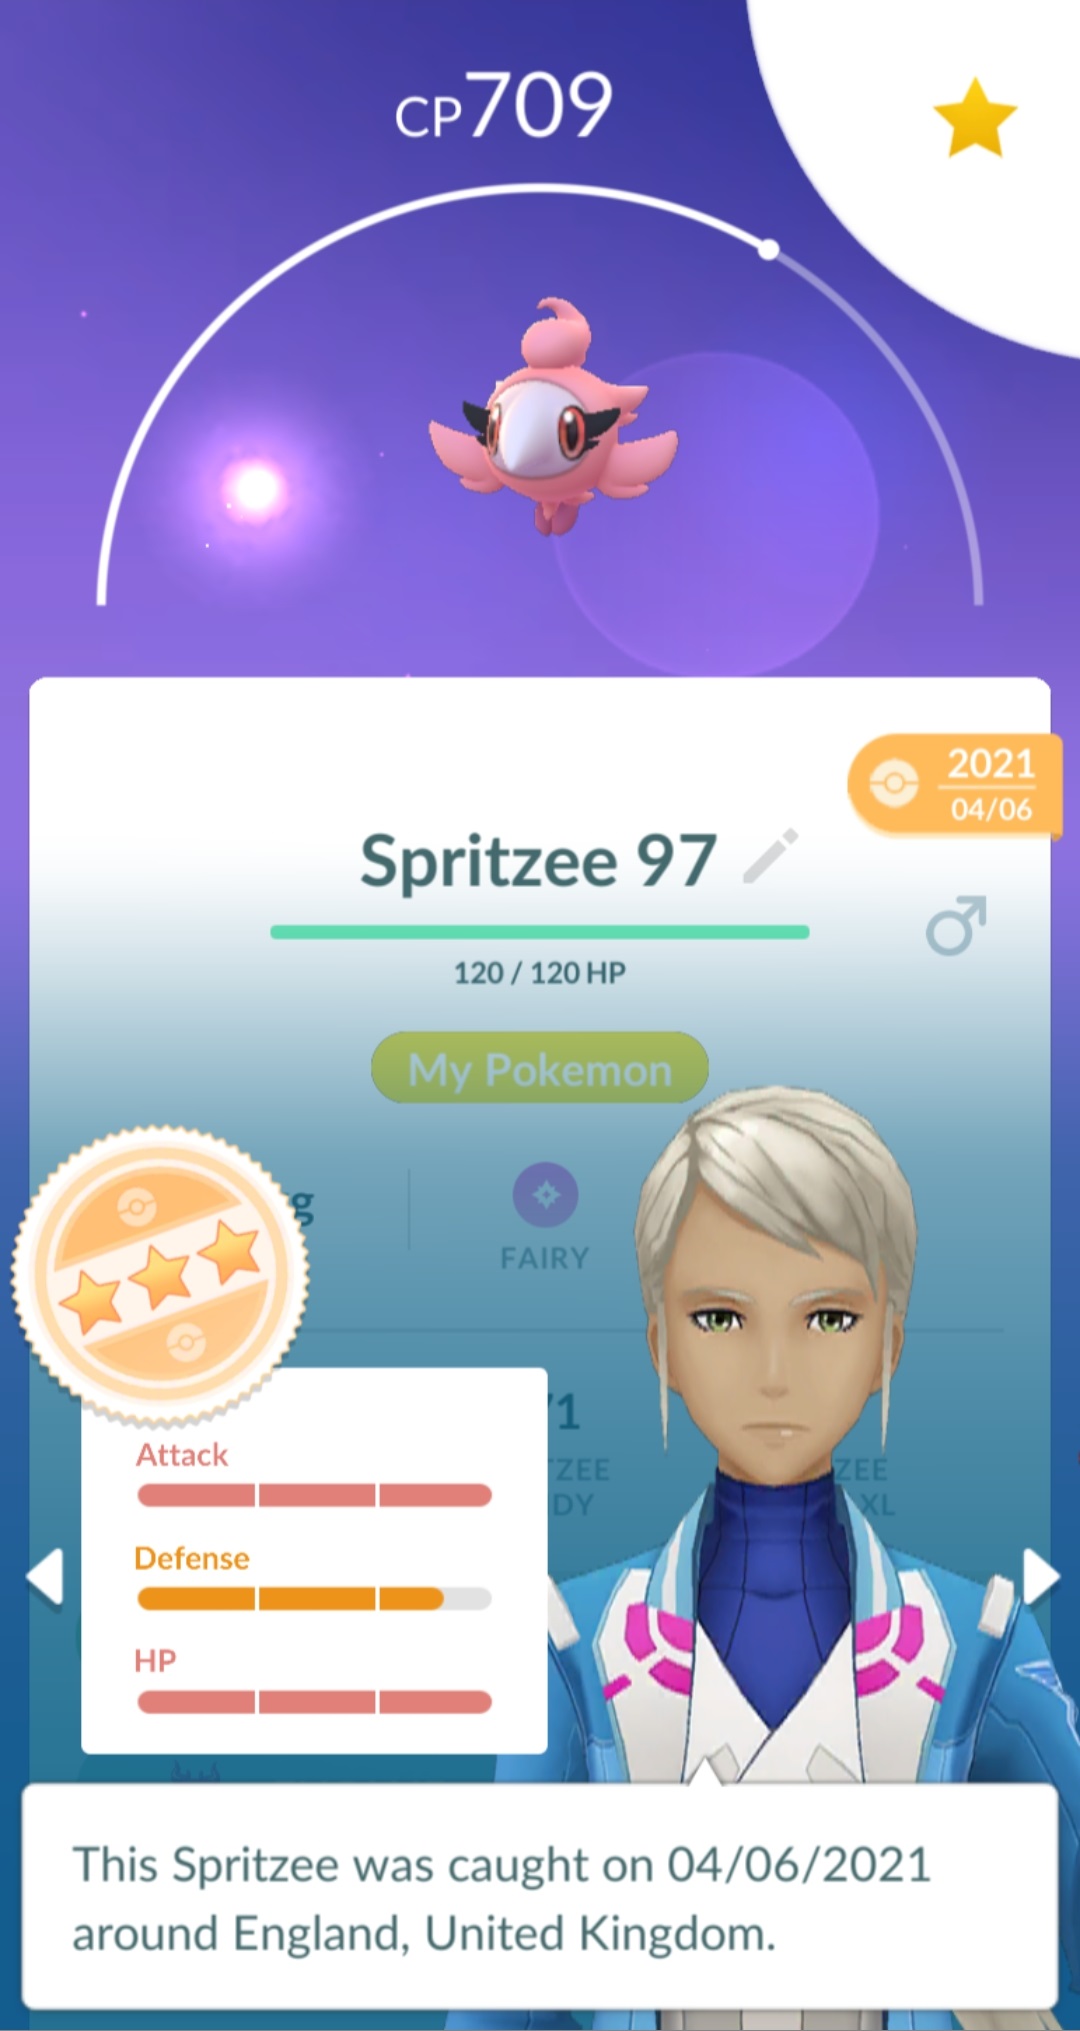 CP709
2021
04/06
Spritzee 97
120 / 120 HP
My Pokemon
g
FAIRY
1
ZEE
ZEE
DY
XL
Attack
Defense
HP
This Spritzee was caught on 04/06/2021
around England, United Kingdom.